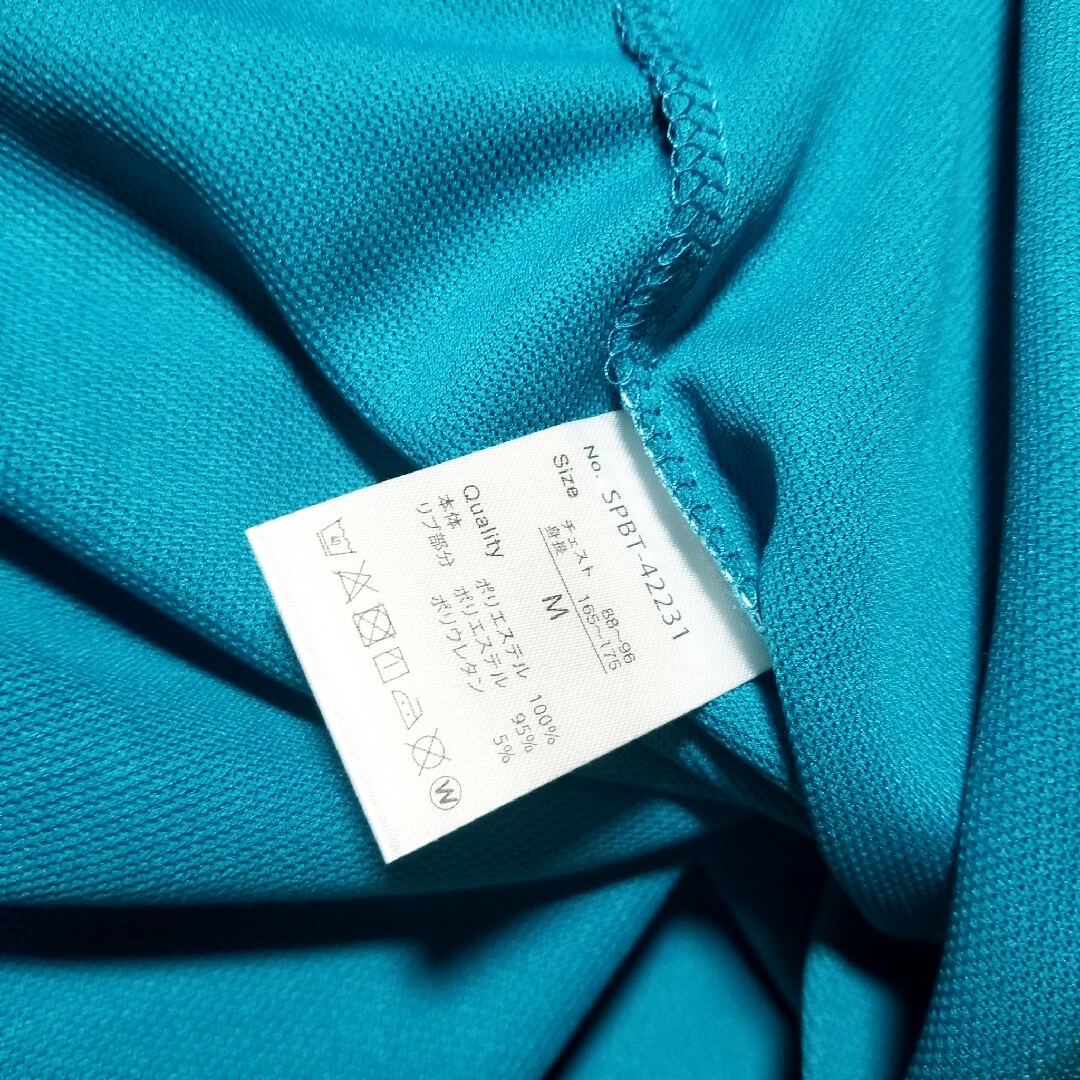 No. SPBT-42231
Size チェスト 88~96
身長 165~175
M
Quality
本体 ポリエステル 100%
リブ部分 ポリエステル 95%
ポリウレタン 5%
40
W